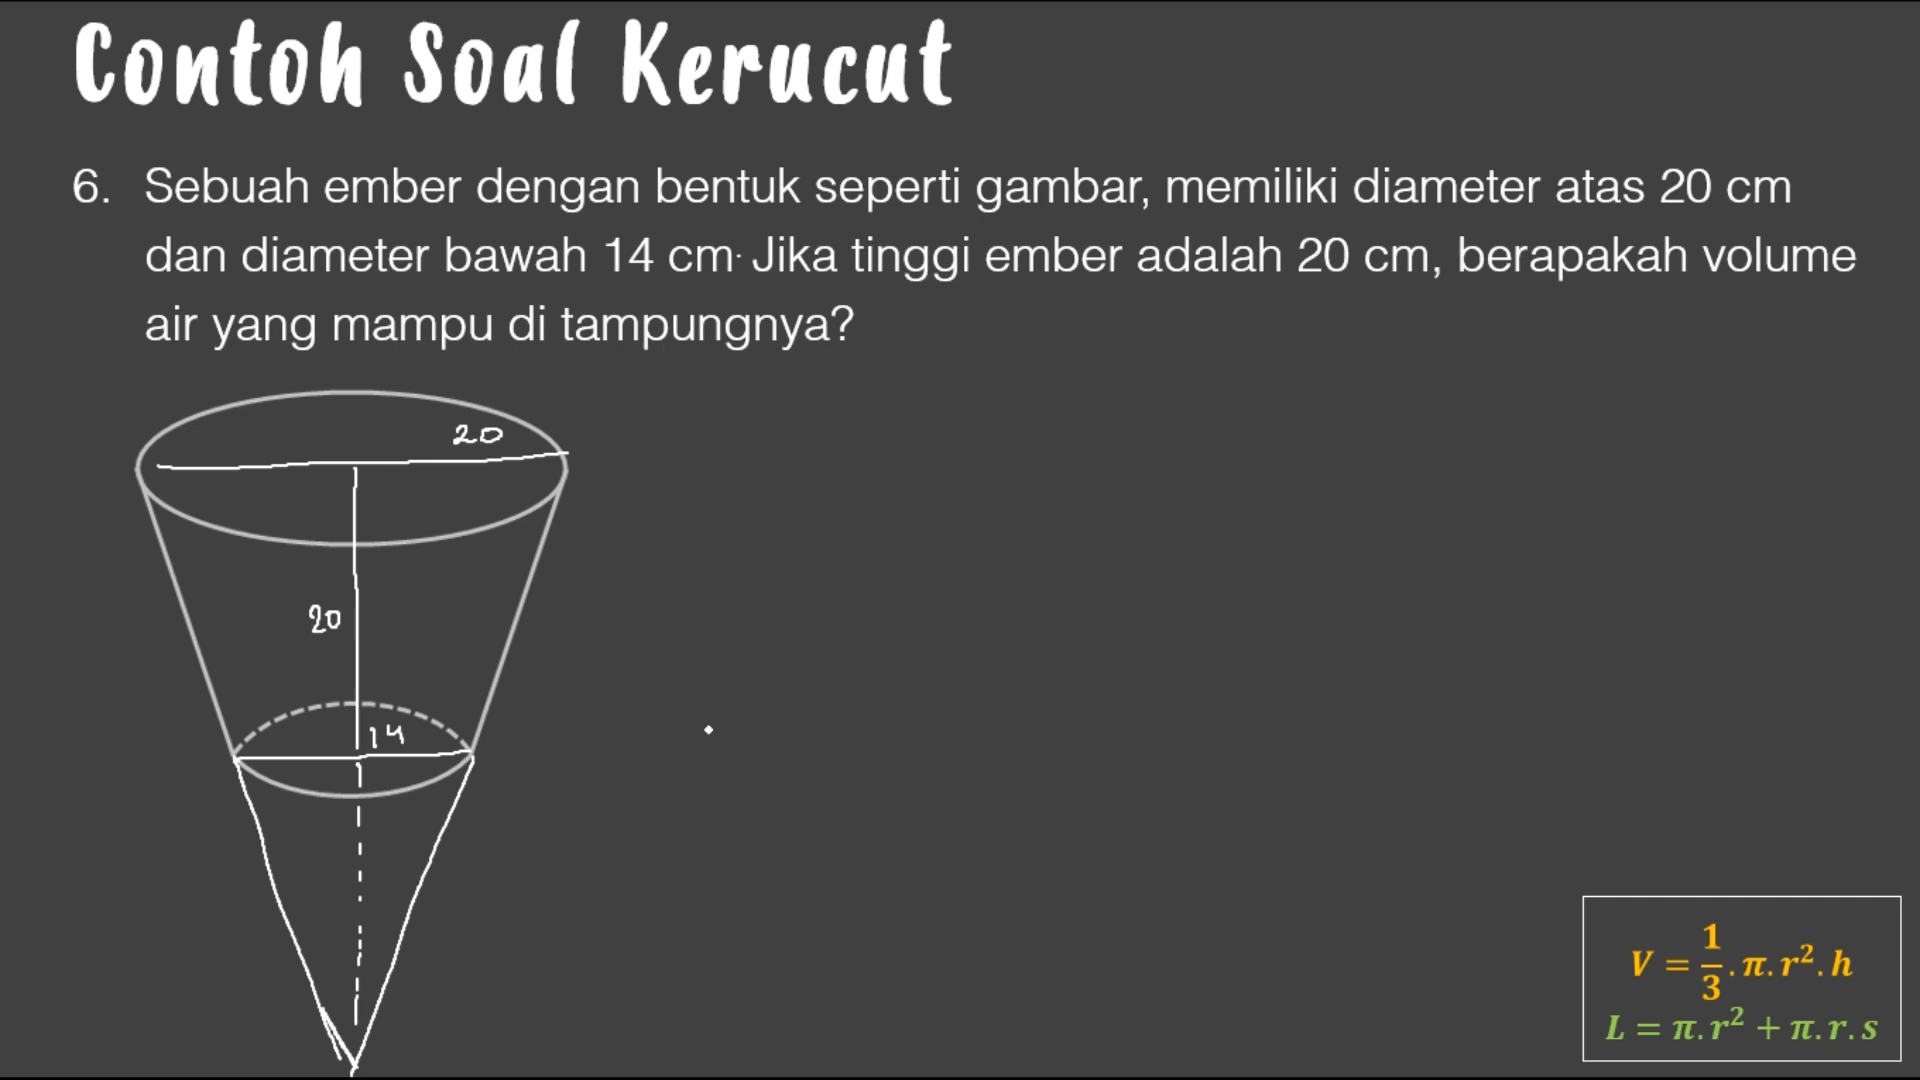 Contoh Soal Kerucut
6. Sebuah ember dengan bentuk seperti gambar, memiliki diameter atas 20 cm
dan diameter bawah 14 cm. Jika tinggi ember adalah 20 cm, berapakah volume
air yang mampu di tampungnya?
20
20
14
V = 1/3 . π. r². h
L = π. r² + π. r. s